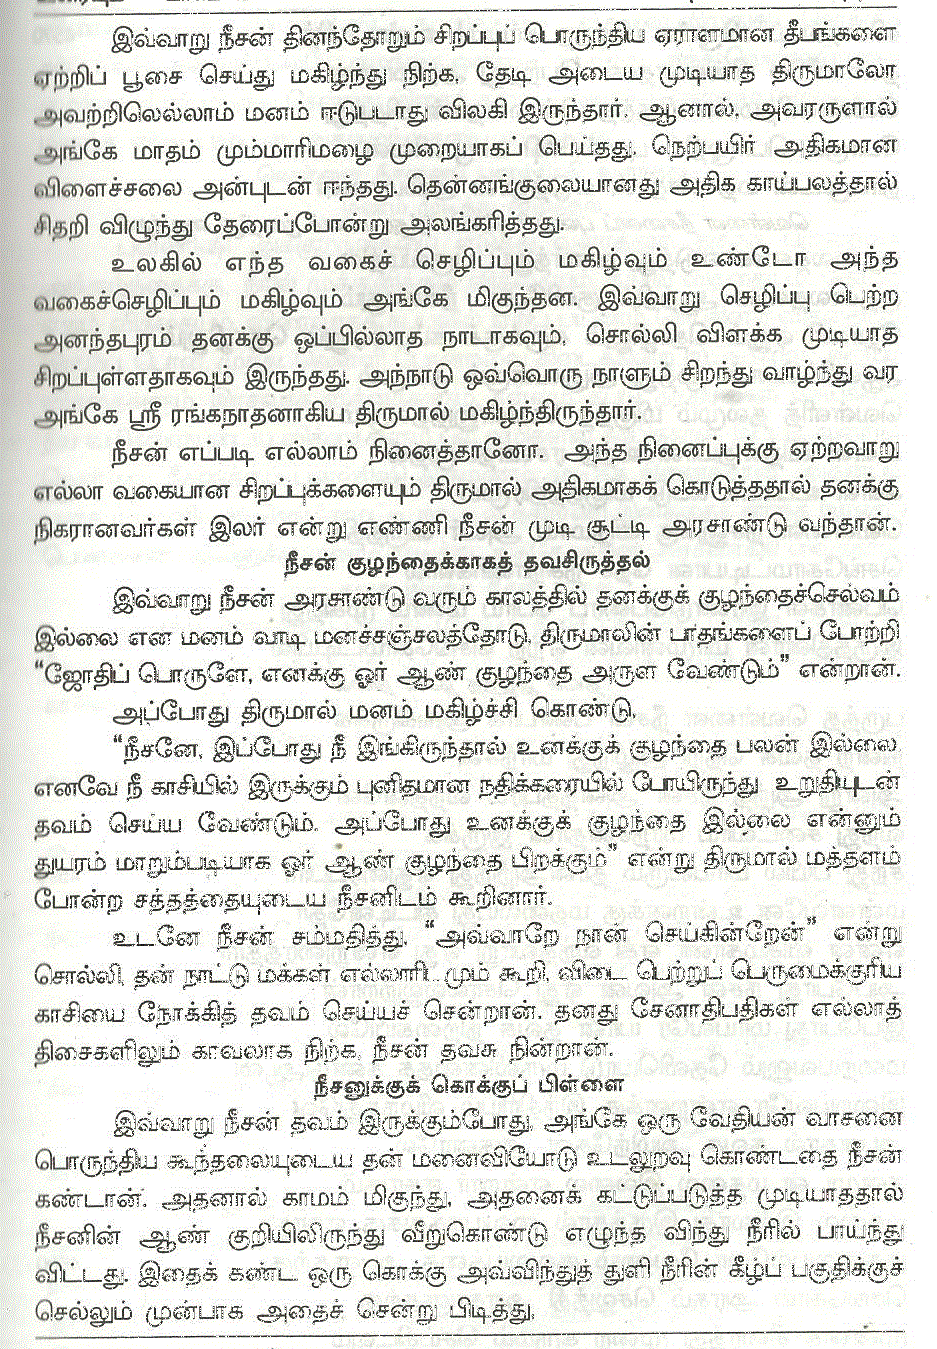 இவ்வாறு நீசன் தினந்தோறும் சிறப்புப் பொருந்திய ஏராளமான தீபங்களை
ஏற்றிப் பூசை செய்து மகிழ்ந்து நிற்க, தேடி அடைய முடியாத திருமாலோ
அவற்றிலெல்லாம் மனம் ஈடுபடாது விலகி இருந்தார். ஆனால், அவரருளால்
அங்கே மாதம் மும்மாரிமழை முறையாகப் பெய்தது. நெற்பயிர் அதிகமான
விளைச்சலை அன்புடன் ஈந்தது. தென்னங்குலையானது அதிக காய்பலத்தால்
சிதறி விழுந்து தேரைப்போன்று அலங்கரித்தது.
உலகில் எந்த வகைச் செழிப்பும் மகிழ்வும் உண்டோ அந்த
வகைச்செழிப்பும் மகிழ்வும் அங்கே மிகுந்தன. இவ்வாறு செழிப்பு பெற்ற
அனந்தபுரம் தனக்கு ஒப்பில்லாத நாடாகவும், சொல்லி விளக்க முடியாத
சிறப்புள்ளதாகவும் இருந்தது. அந்நாடு ஒவ்வொரு நாளும் சிறந்து வாழ்ந்து வர
அங்கே ஸ்ரீ ரங்கநாதனாகிய திருமால் மகிழ்ந்திருந்தார்.
நீசன் எப்படி எல்லாம் நினைத்தானோ. அந்த நினைப்புக்கு ஏற்றவாறு
எல்லா வகையான சிறப்புக்களையும் திருமால் அதிகமாகக் கொடுத்ததால் தனக்கு
நிகரானவர்கள் இலர் என்று எண்ணி நீசன் முடி சூட்டி அரசாண்டு வந்தான்.
நீசன் குழந்தைக்காகத் தவசிருத்தல்
இவ்வாறு நீசன் அரசாண்டு வரும் காலத்தில் தனக்குக் குழந்தைச்செல்வம்
இல்லை என மனம் வாடி மனச்சஞ்சலத்தோடு, திருமாலின் பாதங்களைப் போற்றி
“ஜோதிப் பொருளே, எனக்கு ஓர் ஆண் குழந்தை அருள வேண்டும்” என்றான்.
அப்போது திருமால் மனம் மகிழ்ச்சி கொண்டு,
“நீசனே, இப்போது நீ இங்கிருந்தால் உனக்குக் குழந்தை பலன் இல்லை.
எனவே நீ காசியில் இருக்கும் புனிதமான நதிக்கரையில் போயிருந்து உறுதியுடன்
தவம் செய்ய வேண்டும். அப்போது உனக்குக் குழந்தை இல்லை என்னும்
துயரம் மாறும்படியாக ஓர் ஆண் குழந்தை பிறக்கும்” என்று திருமால் மத்தளம்
போன்ற சத்தத்தையுடைய நீசனிடம் கூறினார்.
உடனே நீசன் சம்மதித்து, “அவ்வாறே நான் செய்கின்றேன்” என்று
சொல்லி, தன் நாட்டு மக்கள் எல்லாரிடமும் கூறி, விடை பெற்றுப் பெருமைக்குரிய
காசியை நோக்கித் தவம் செய்யச் சென்றான். தனது சேனாதிபதிகள் எல்லாத்
திசைகளிலும் காவலாக நிற்க, நீசன் தவசு நின்றான்.
நீசனுக்குக் கொக்குப் பிள்ளை
இவ்வாறு நீசன் தவம் இருக்கும்போது, அங்கே ஒரு வேதியன் வாசனை
பொருந்திய கூந்தலையுடைய தன் மனைவியோடு உடலுறவு கொண்டதை நீசன்
கண்டான். அதனால் காமம் மிகுந்து, அதனைக் கட்டுப்படுத்த முடியாததால்
நீசனின் ஆண் குறியிலிருந்து வீறுகொண்டு எழுந்த விந்து நீரில் பாய்ந்து
விட்டது. இதைக் கண்ட ஒரு கொக்கு அவ்விந்துத் துளி நீரின் கீழ்ப் பகுதிக்குச்
செல்லும் முன்பாக அதைச் சென்று பிடித்து,